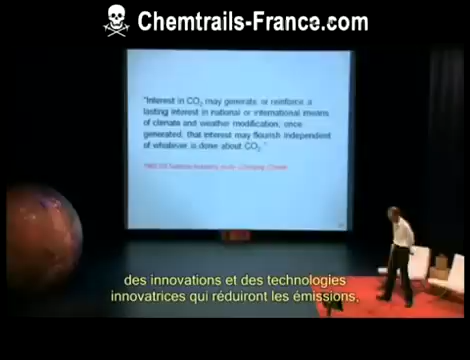 Chemtrails-France.com
"Interest in CO2 may generate or reinforce a
lasting interest in national or international means
of climate and weather modification; once
generated, that interest may flourish independent
of whatever is done about CO2."
Changing Climate
des innovations et des technologies
innovatrices qui réduiront les émissions,